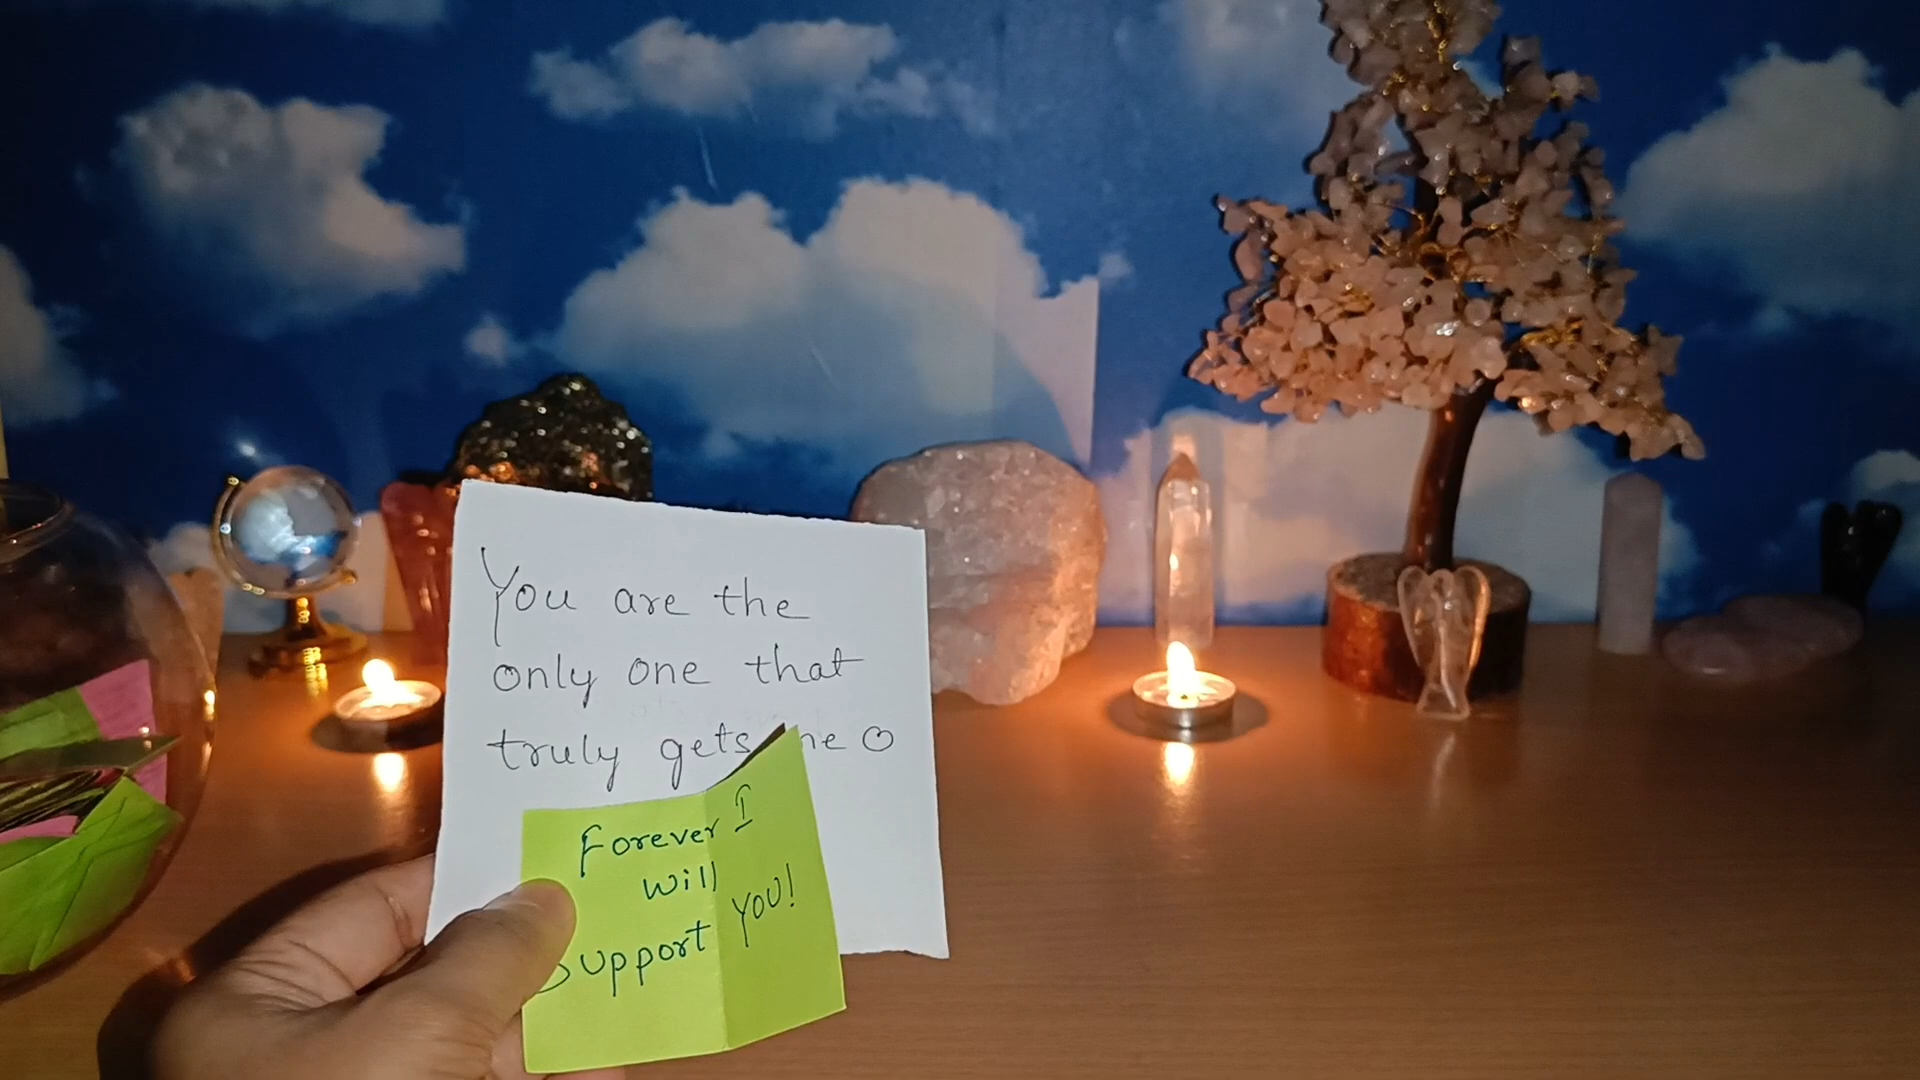 You are the
only one that
truly gets me
Forever I
will
support you!